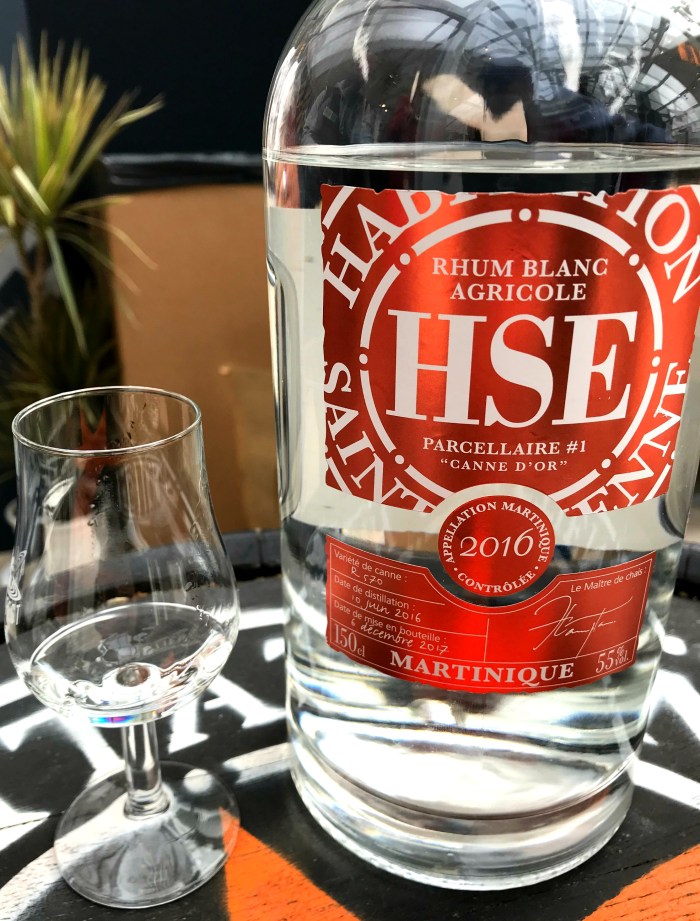 HABITATION
SAINT ETIENNE
RHUM BLANC
AGRICOLE
HSE
PARCELLAIRE #1
"CANNE D'OR"
APPELLATION MARTINIQUE
2016
CONTRÔLÉE
Variété de canne :
R 570
Date de distillation :
10 juin 2016
Date de mise en bouteille :
6 décembre 2017
Le Maître de chais :
150cl
MARTINIQUE
55% vol.